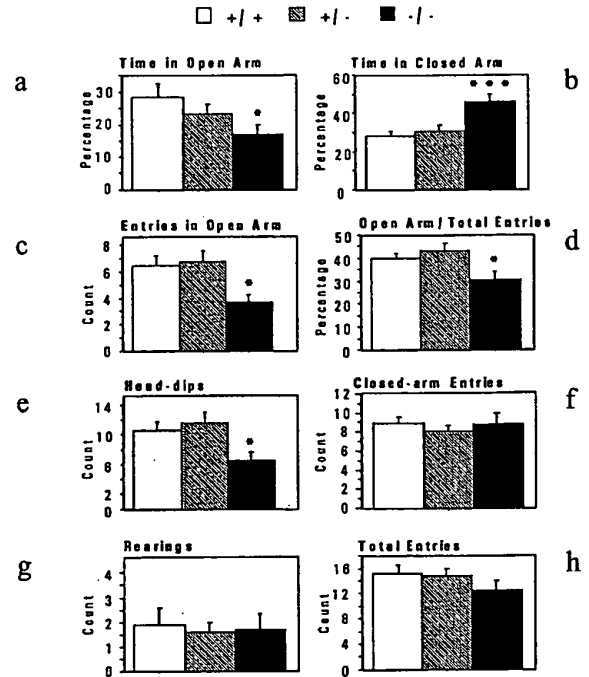 +/+ +/- -/-
a
Time in Open Arm
Percentage
30
20
10
0
*
b
Time in Closed Arm
Percentage
60
40
20
0
* * *
c
Entries in Open Arm
Count
8
6
4
2
0
*
d
Open Arm/Total Entries
Percentage
50
40
30
20
10
0
*
e
Head-dips
Count
14
10
6
2
0
*
f
Closed-arm Entries
Count
12
10
8
6
4
2
0
g
Rearings
Count
4
3
2
1
0
h
Total Entries
Count
16
12
8
4
0